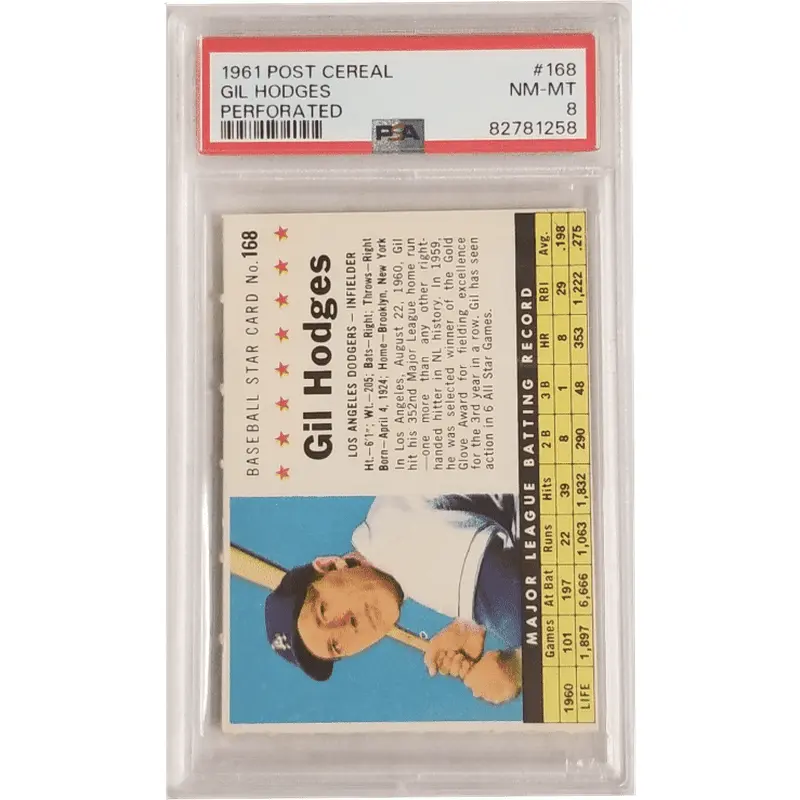 1961 POST CEREAL #168
GIL HODGES NM-MT
PERFORATED 8
PSA 82781258
BASEBALL STAR CARD No. 168
Gil Hodges
LOS ANGELES DODGERS — INFIELDER
Ht.—6'1"; Wt.—205; Bats—Right; Throws—Right
Born—April 4, 1924; Home—Brooklyn, New York
In Los Angeles, August 22, 1960, Gil
hit his 352nd Major League home run
—one more than any other right-
handed hitter in NL history. In 1959,
he was selected winner of the Gold
Glove Award for fielding excellence
for the 3rd year in a row. Gil has seen
action in 6 All Star Games.
MAJOR LEAGUE BATTING RECORD
Games At Bat Runs Hits 2 B 3 B HR RBI Avg.
1960 101 197 22 39 8 1 8 29 .198
LIFE 1,897 6,666 1,063 1,832 290 48 353 1,222 .275